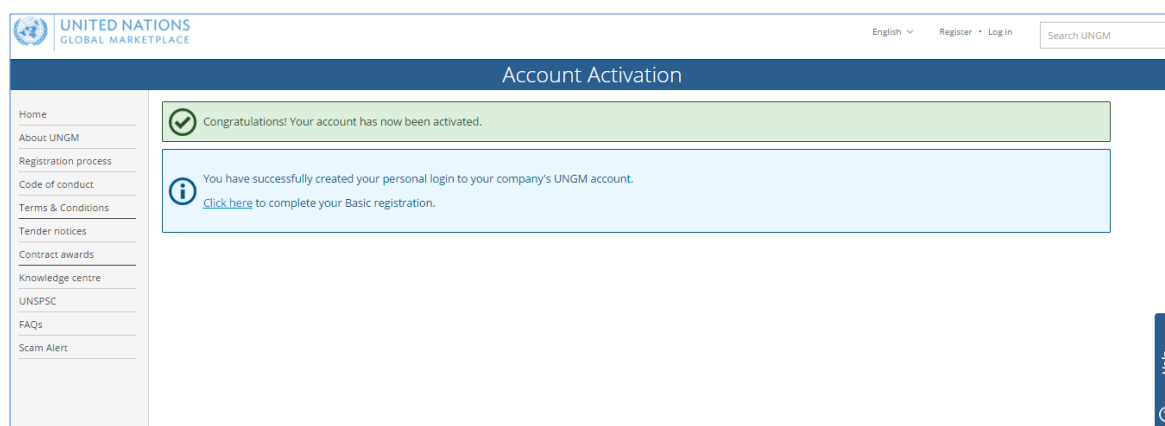 UNITED NATIONS
GLOBAL MARKETPLACE
English
Register • Log in
Search UNGM
Account Activation
Home
About UNGM
Registration process
Code of conduct
Terms & Conditions
Tender notices
Contract awards
Knowledge centre
UNSPSC
FAQs
Scam Alert
Congratulations! Your account has now been activated.
You have successfully created your personal login to your company's UNGM account.
Click here to complete your Basic registration.